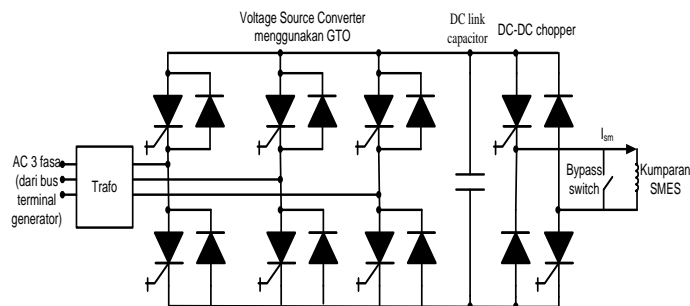 Voltage Source Converter
menggunakan GTO
DC link
capacitor
DC-DC chopper
AC 3 fasa
(dari bus
terminal
generator)
Trafo
Ism
Bypass
switch
Kumparan
SMES